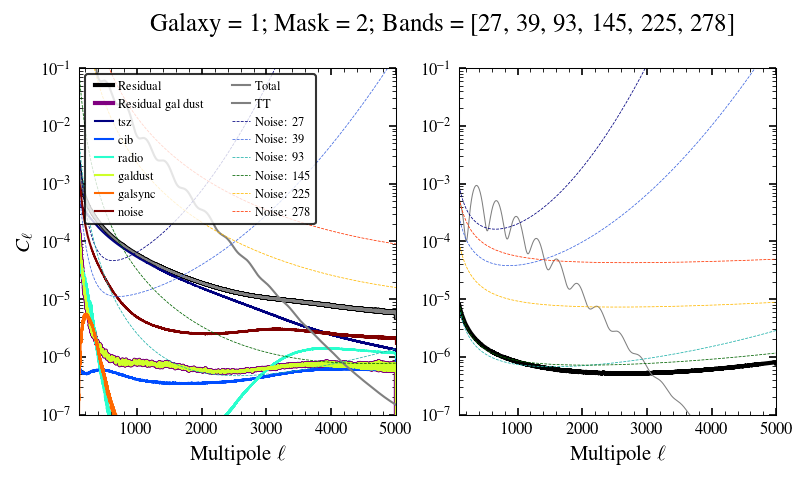 Galaxy = 1; Mask = 2; Bands = [27, 39, 93, 145, 225, 278]
10⁻¹
10⁻²
10⁻³
10⁻⁴
10⁻⁵
10⁻⁶
10⁻⁷
C_ℓ
Residual
Residual gal dust
tsz
cib
radio
galdust
galsync
noise
Total
TT
Noise: 27
Noise: 39
Noise: 93
Noise: 145
Noise: 225
Noise: 278
1000 2000 3000 4000 5000
Multipole ℓ
10⁻¹
10⁻²
10⁻³
10⁻⁴
10⁻⁵
10⁻⁶
10⁻⁷
1000 2000 3000 4000 5000
Multipole ℓ